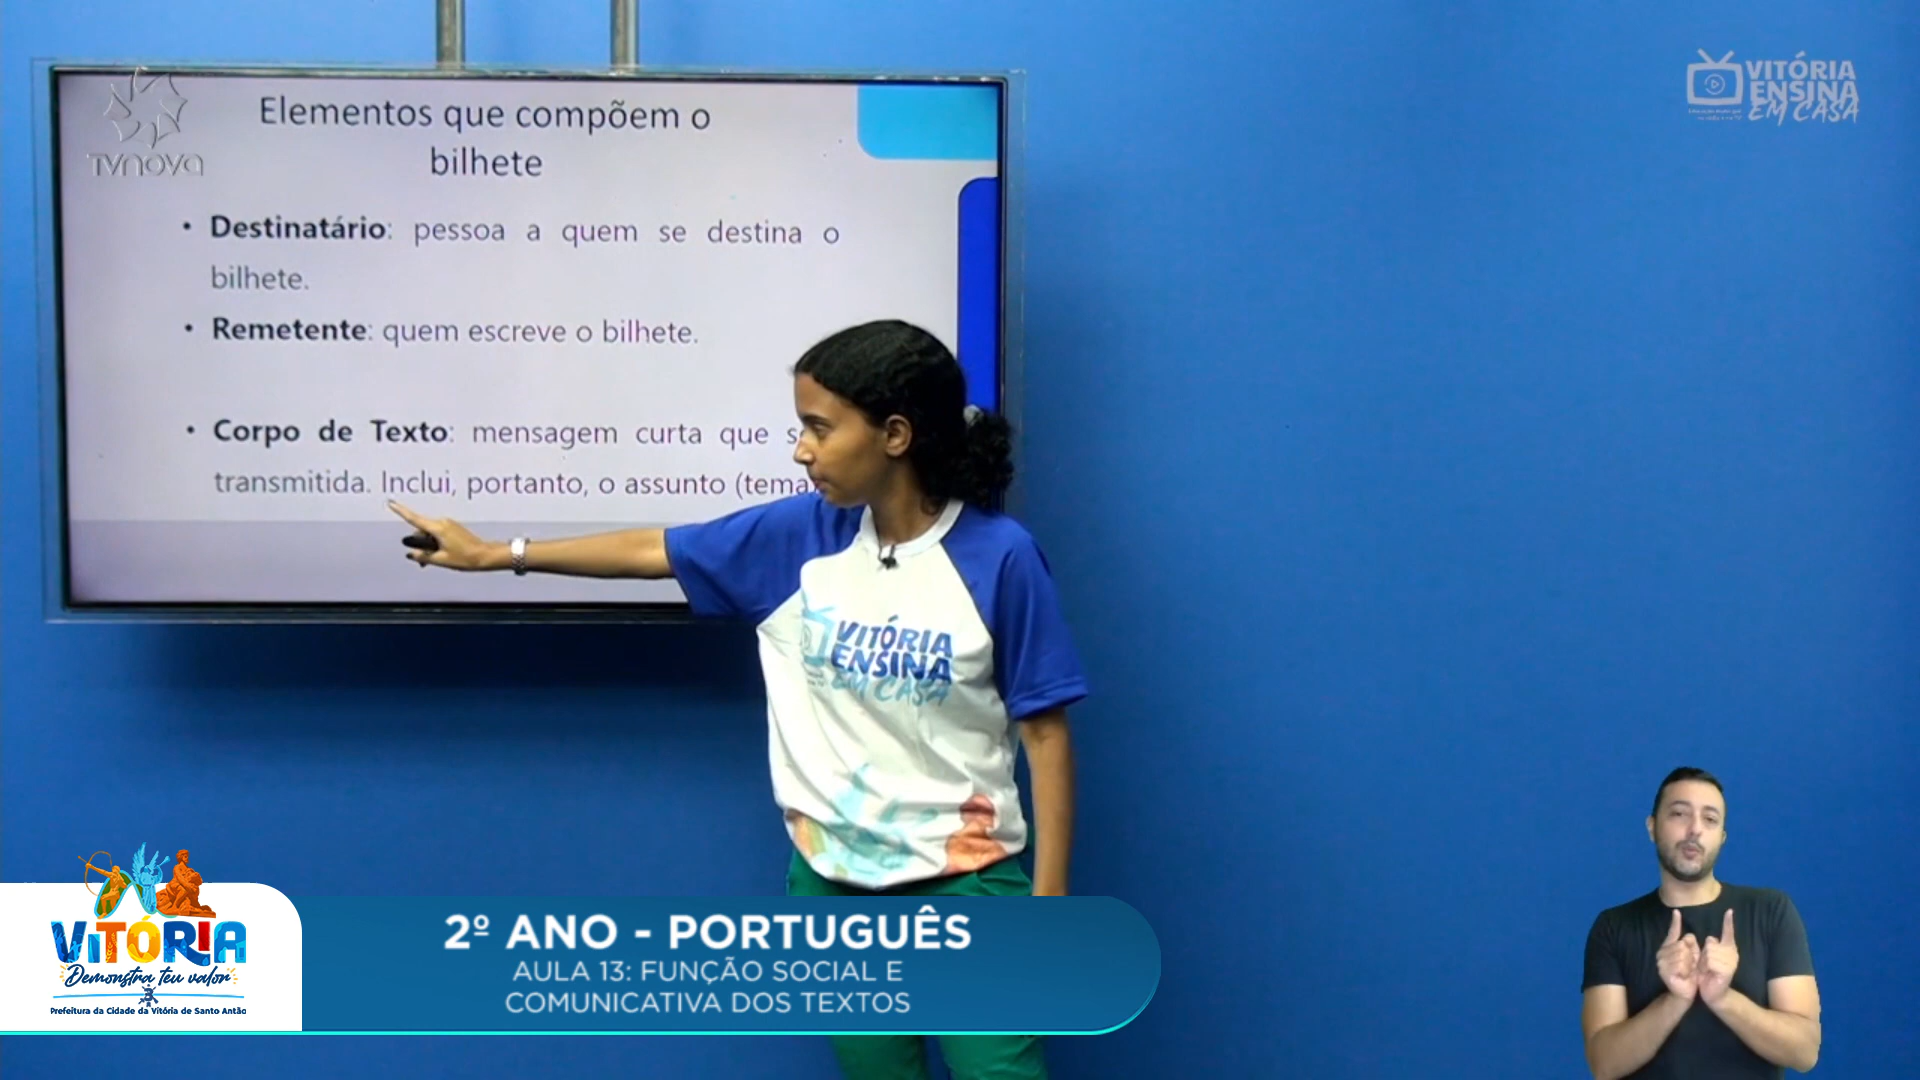 TVNOVA
Elementos que compõem o
bilhete
• Destinatário: pessoa a quem se destina o
bilhete.
• Remetente: quem escreve o bilhete.
• Corpo de Texto: mensagem curta que
transmitida. Inclui, portanto, o assunto (tema
VITÓRIA
ENSINA
EM CASA
VITÓRIA
ENSINA
EM CASA
VITÓRIA
Demonstra teu valor
Prefeitura da Cidade da Vitória de Santo Antão
2º ANO - PORTUGUÊS
AULA 13: FUNÇÃO SOCIAL E
COMUNICATIVA DOS TEXTOS